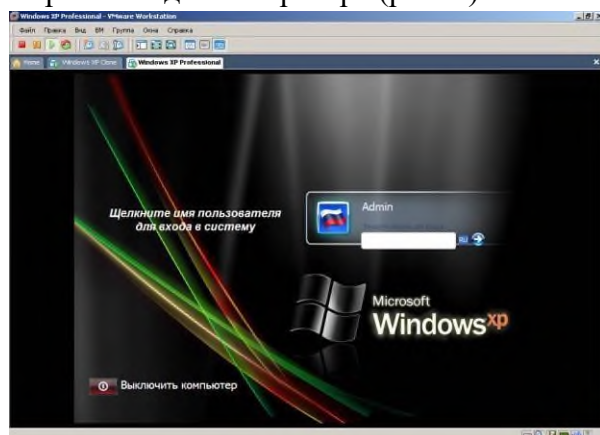 Windows XP Professional - VMware Workstation
Файл Правка Вид ВМ Группа Окна Справка
Home Windows XP Clone Windows XP Professional
Admin
Щелкните имя пользователя
для входа в систему
RU
Microsoft
Windows xp
Выключить компьютер